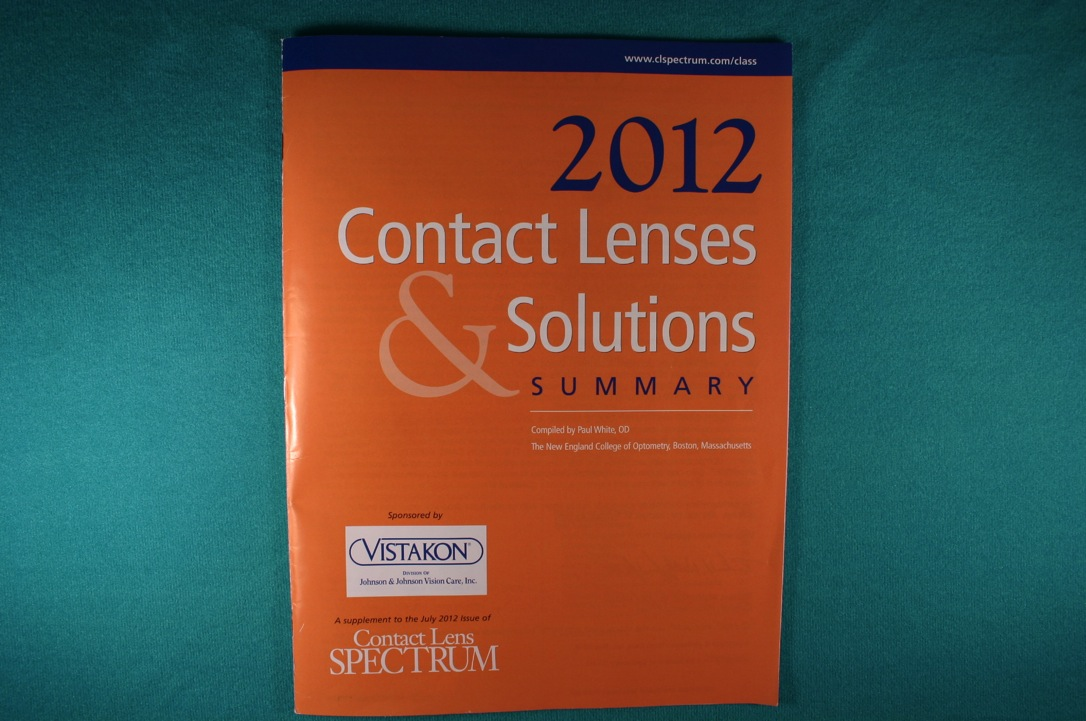 www.clspectrum.com/class
2012
Contact Lenses
& Solutions
SUMMARY
Compiled by Paul White, OD
The New England College of Optometry, Boston, Massachusetts
Sponsored by
VISTAKON®
DIVISION OF
Johnson & Johnson Vision Care, Inc.
A supplement to the July 2012 issue of
Contact Lens
SPECTRUM